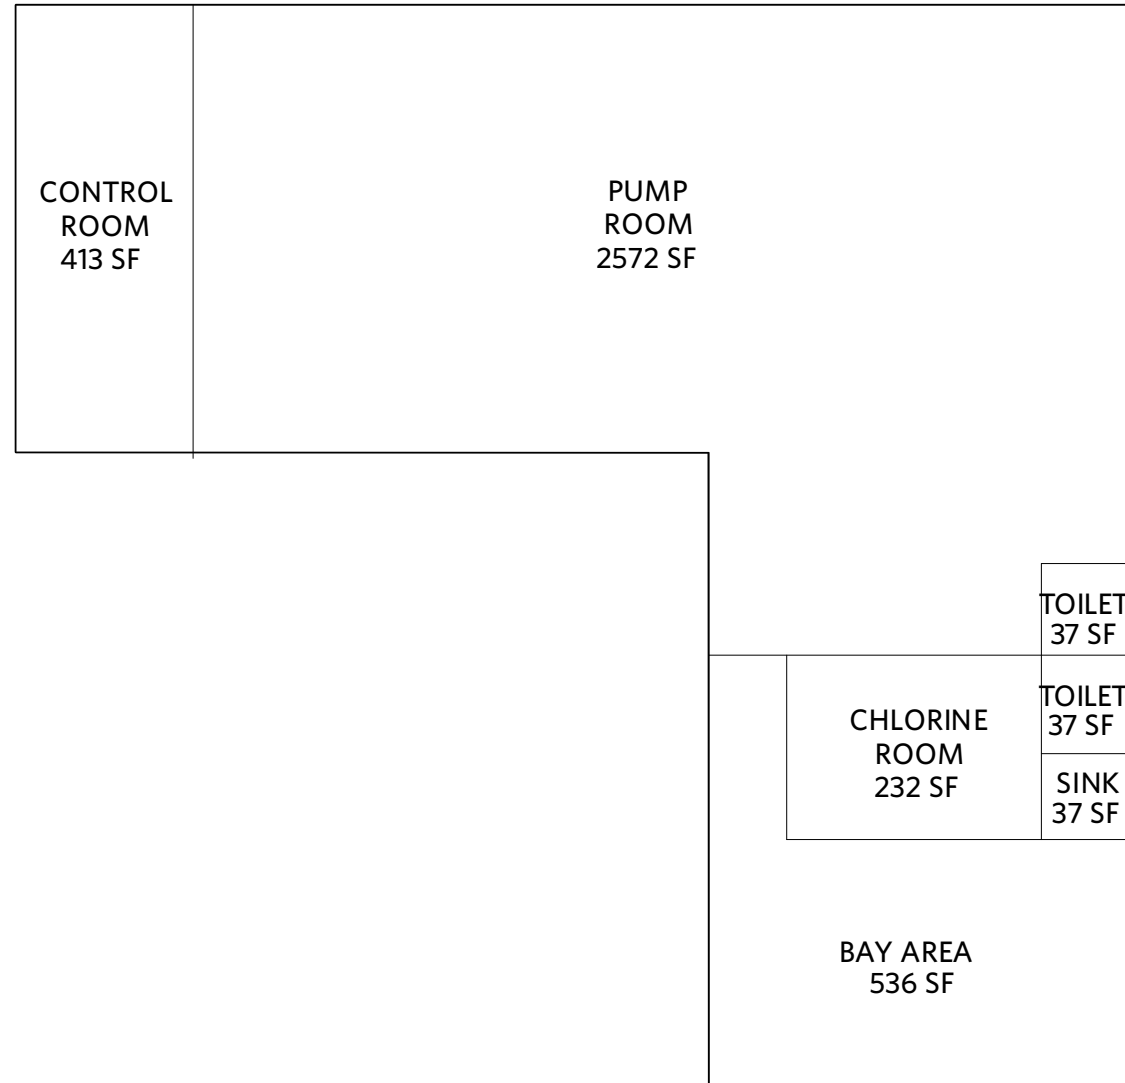 CONTROL
ROOM
413 SF
PUMP
ROOM
2572 SF
TOILET
37 SF
TOILET
37 SF
CHLORINE
ROOM
232 SF
SINK
37 SF
BAY AREA
536 SF